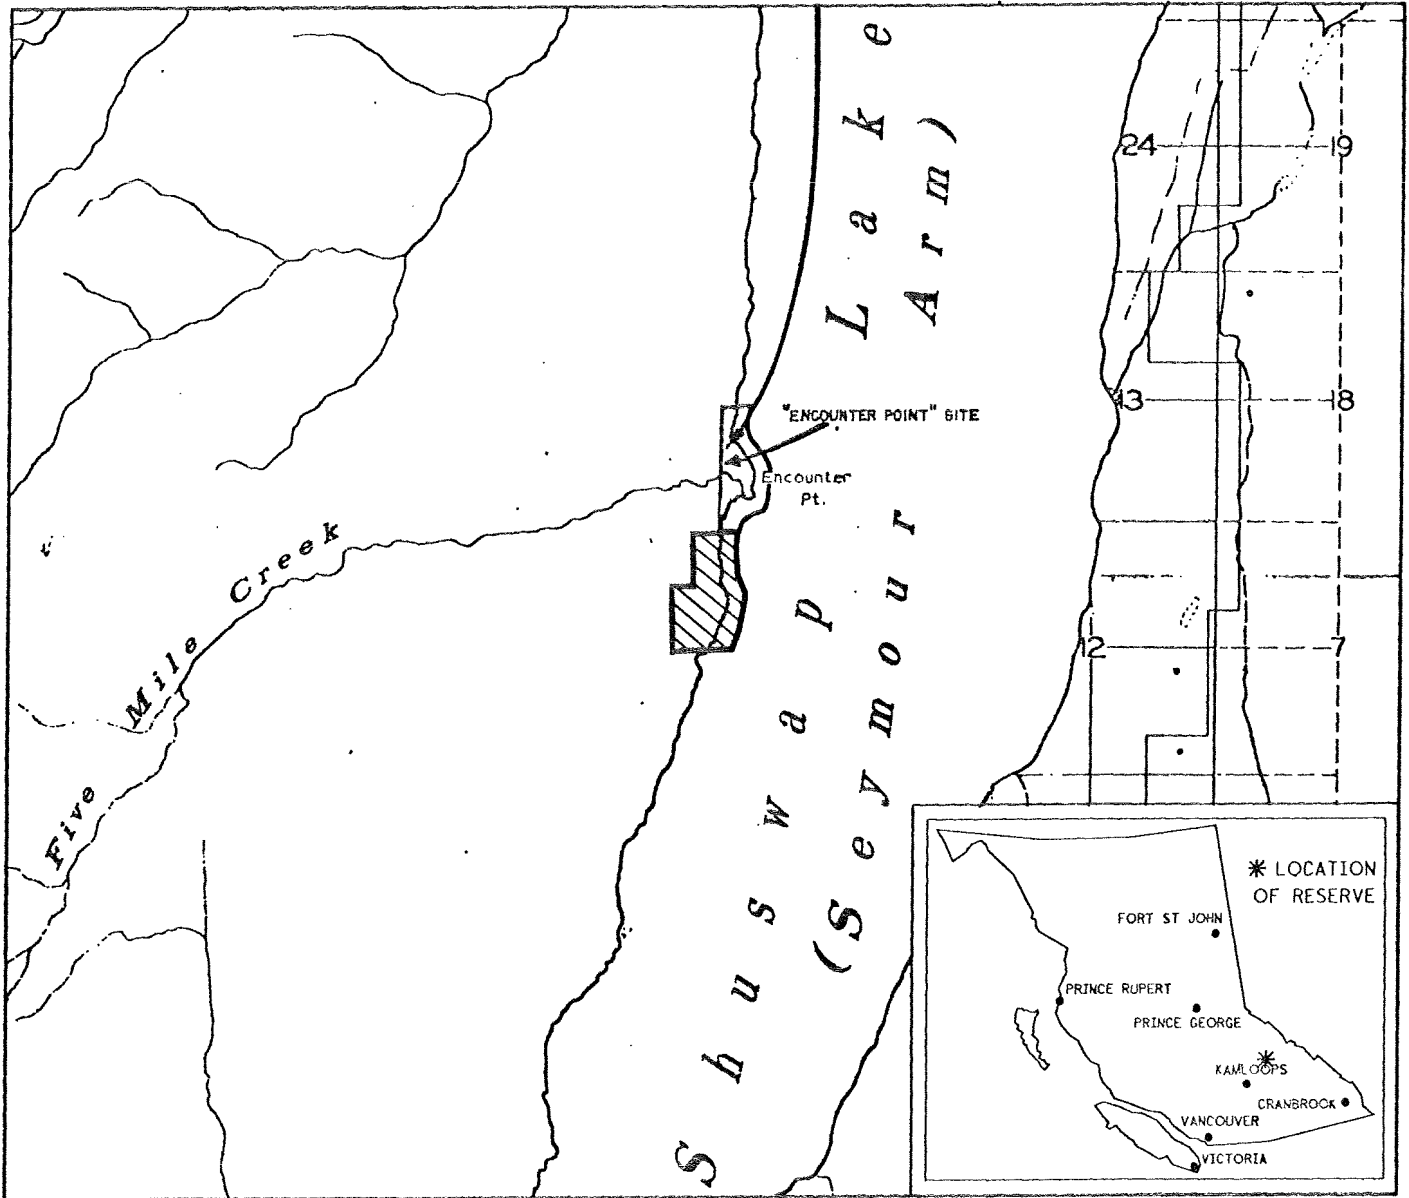 Shuswap Lake
(Seymour Arm)
24
19
"ENCOUNTER POINT" SITE
13
18
Encounter
Pt.
Five Mile Creek
12
7
LOCATION
OF RESERVE
FORT ST JOHN
PRINCE RUPERT
PRINCE GEORGE
KAMLOOPS
CRANBROOK
VANCOUVER
VICTORIA